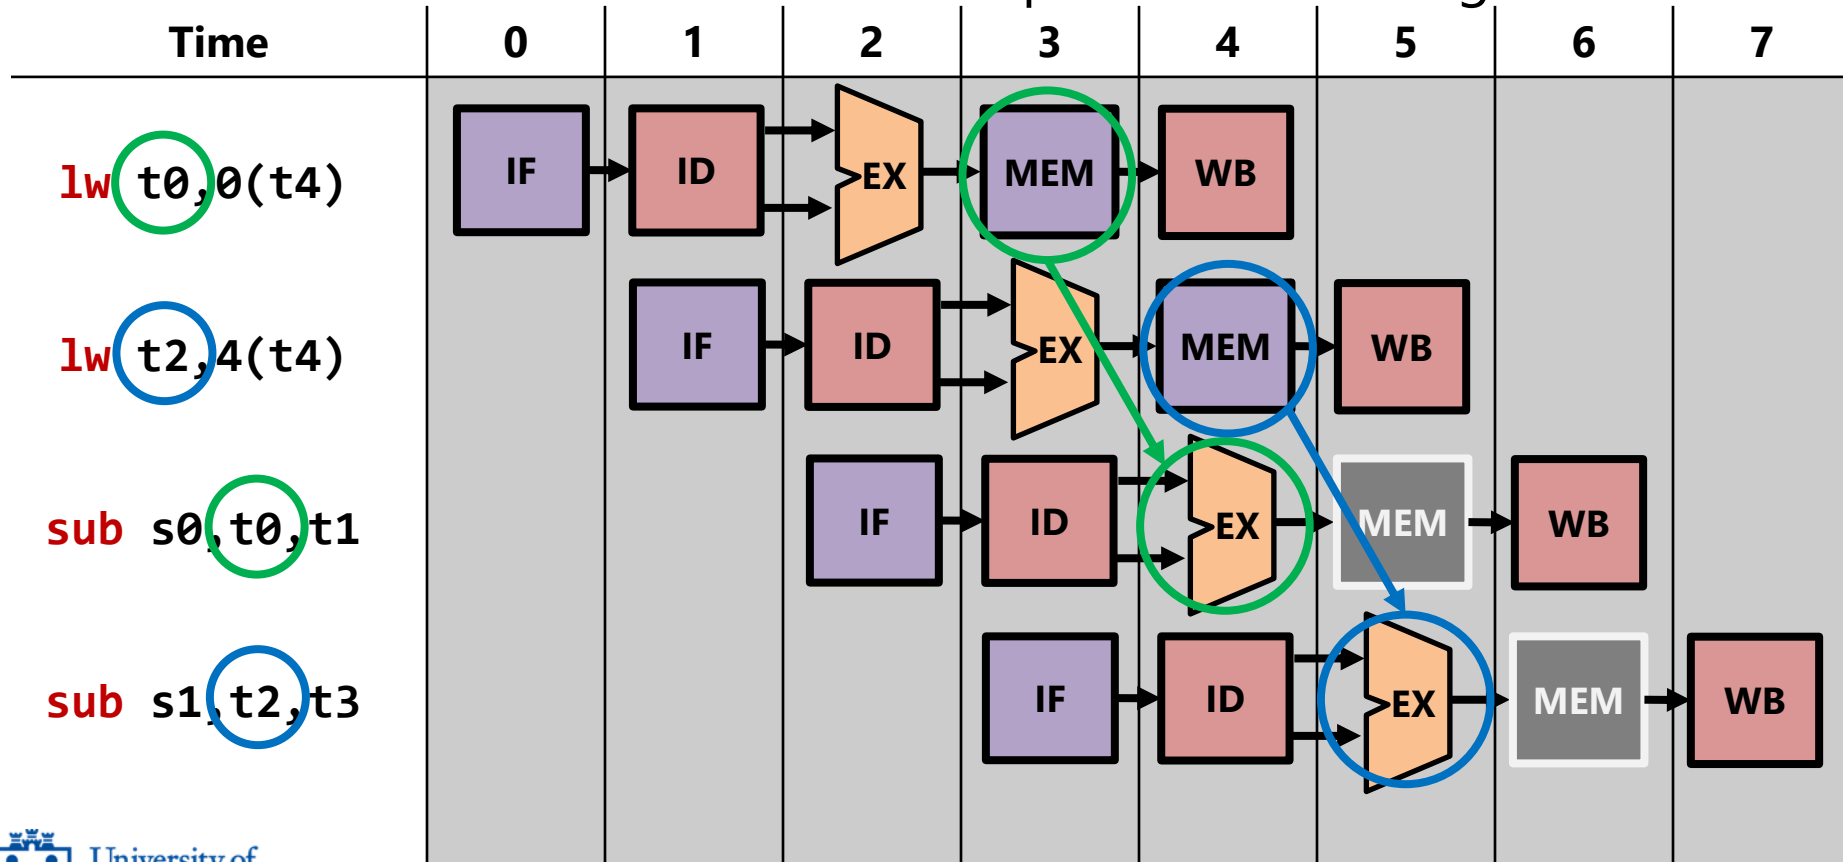 Time 0 1 2 3 4 5 6 7
lw t0,0(t4) IF ID EX MEM WB
lw t2,4(t4) IF ID EX MEM WB
sub s0,t0,t1 IF ID EX MEM WB
sub s1,t2,t3 IF ID EX MEM WB
University of